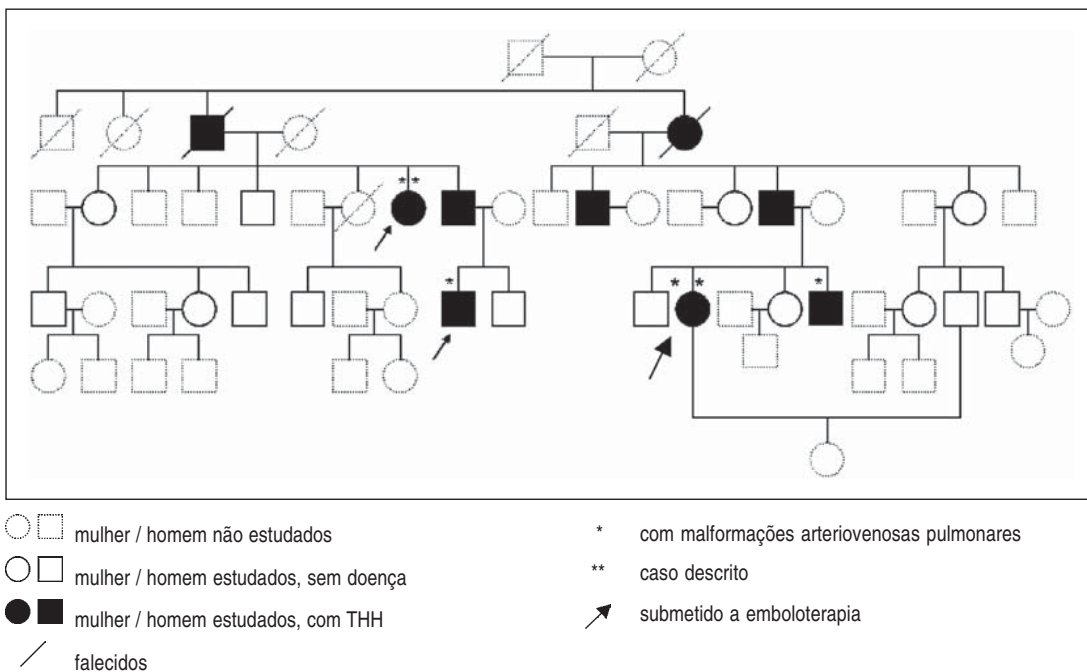 * *
*
* *
*
mulher / homem não estudados
mulher / homem estudados, sem doença
mulher / homem estudados, com THH
falecidos
* com malformações arteriovenosas pulmonares
** caso descrito
submetido a emboloterapia